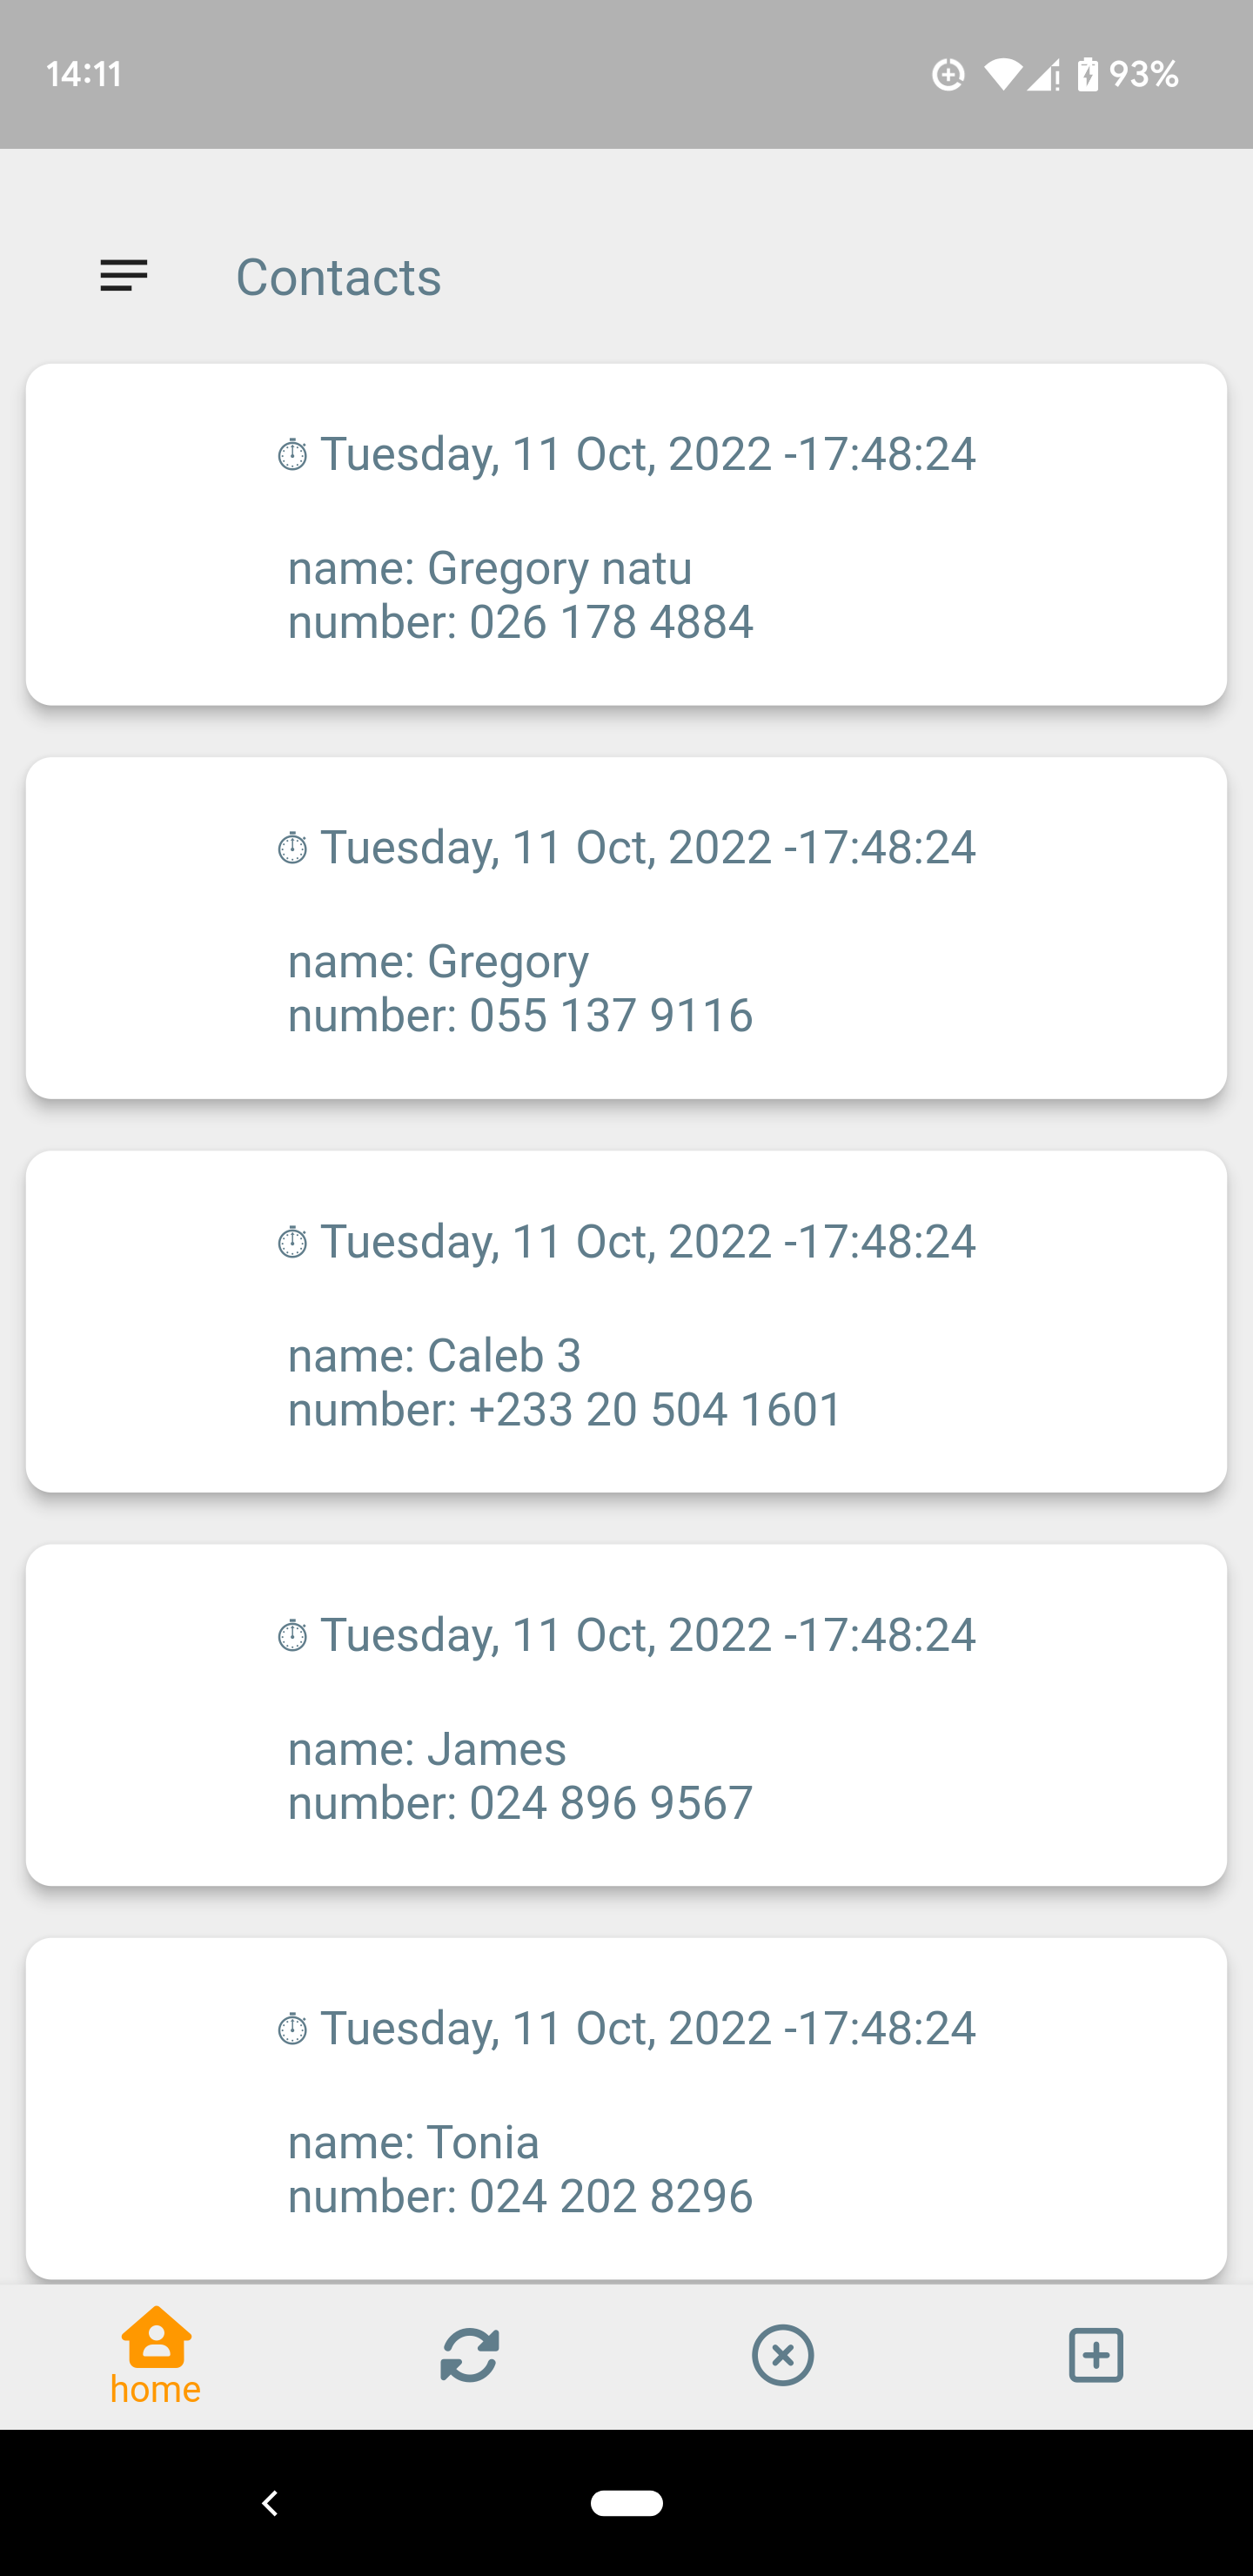 14:11
93%
Contacts
Tuesday, 11 Oct, 2022 -17:48:24
name: Gregory natu
number: 026 178 4884
Tuesday, 11 Oct, 2022 -17:48:24
name: Gregory
number: 055 137 9116
Tuesday, 11 Oct, 2022 -17:48:24
name: Caleb 3
number: +233 20 504 1601
Tuesday, 11 Oct, 2022 -17:48:24
name: James
number: 024 896 9567
Tuesday, 11 Oct, 2022 -17:48:24
name: Tonia
number: 024 202 8296
home